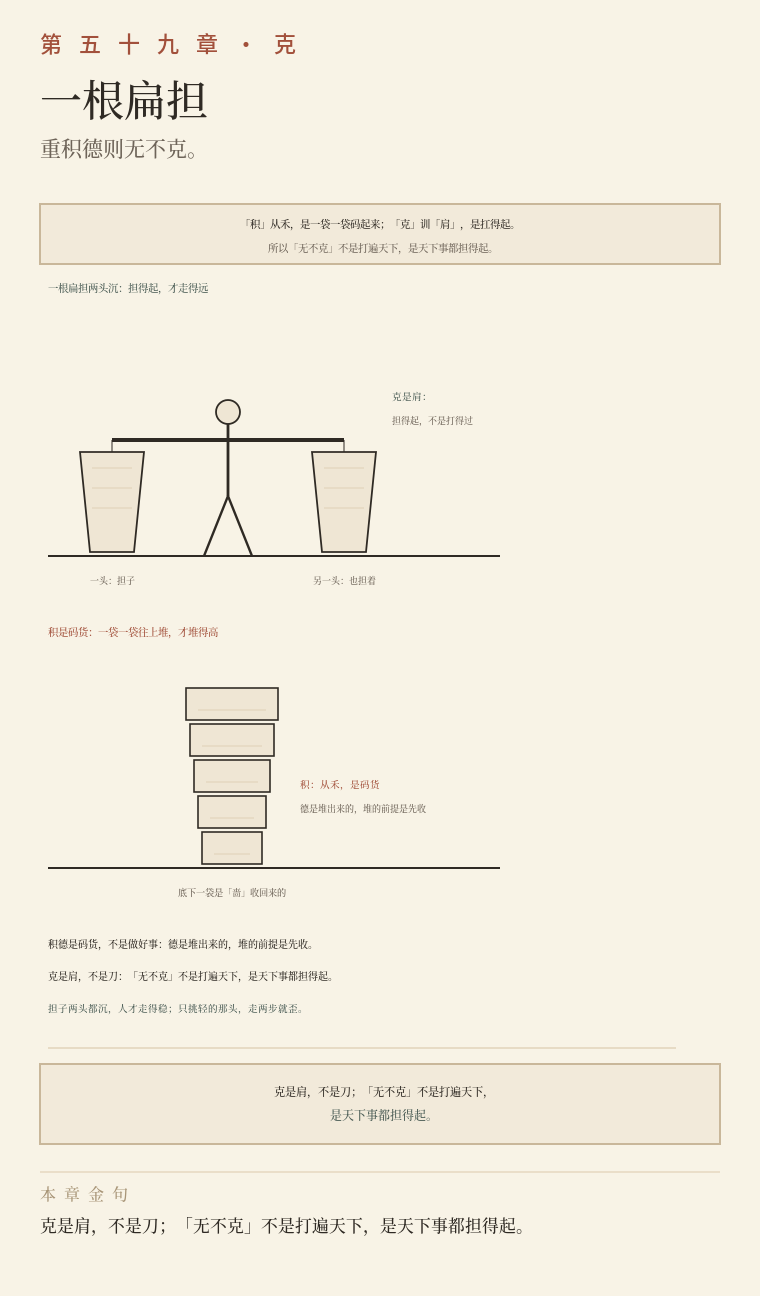 第五十九章·克
一根扁担
重积德则无不克。
「积」从禾，是一袋一袋码起来；「克」训「肩」，是扛得起。
所以「无不克」不是打遍天下，是天下事都担得起。
一根扁担两头沉：担得起，才走得远
克是肩：
担得起，不是打得过
一头：担子
另一头：也担着
积是码货：一袋一袋往上堆，才堆得高
积：从禾，是码货
德是堆出来的，堆的前提是先收
底下一袋是「啬」收回来的
积德是码货，不是做好事：德是堆出来的，堆的前提是先收。
克是肩，不是刀：「无不克」不是打遍天下，是天下事都担得起。
担子两头都沉，人才走得稳；只挑轻的那头，走两步就歪。
克是肩，不是刀；「无不克」不是打遍天下，
是天下事都担得起。
本章金句
克是肩，不是刀；「无不克」不是打遍天下，是天下事都担得起。